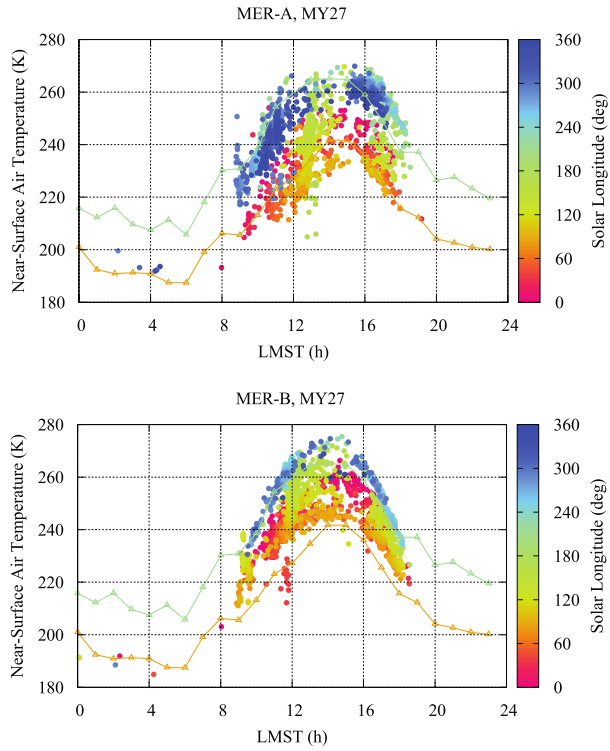 MER-A, MY27
Near-Surface Air Temperature (K)
280
260
240
220
200
180
0 4 8 12 16 20 24
LMST (h)
360
300
240
180
120
60
0
Solar Longitude (deg)
MER-B, MY27
Near-Surface Air Temperature (K)
280
260
240
220
200
180
0 4 8 12 16 20 24
LMST (h)
360
300
240
180
120
60
0
Solar Longitude (deg)